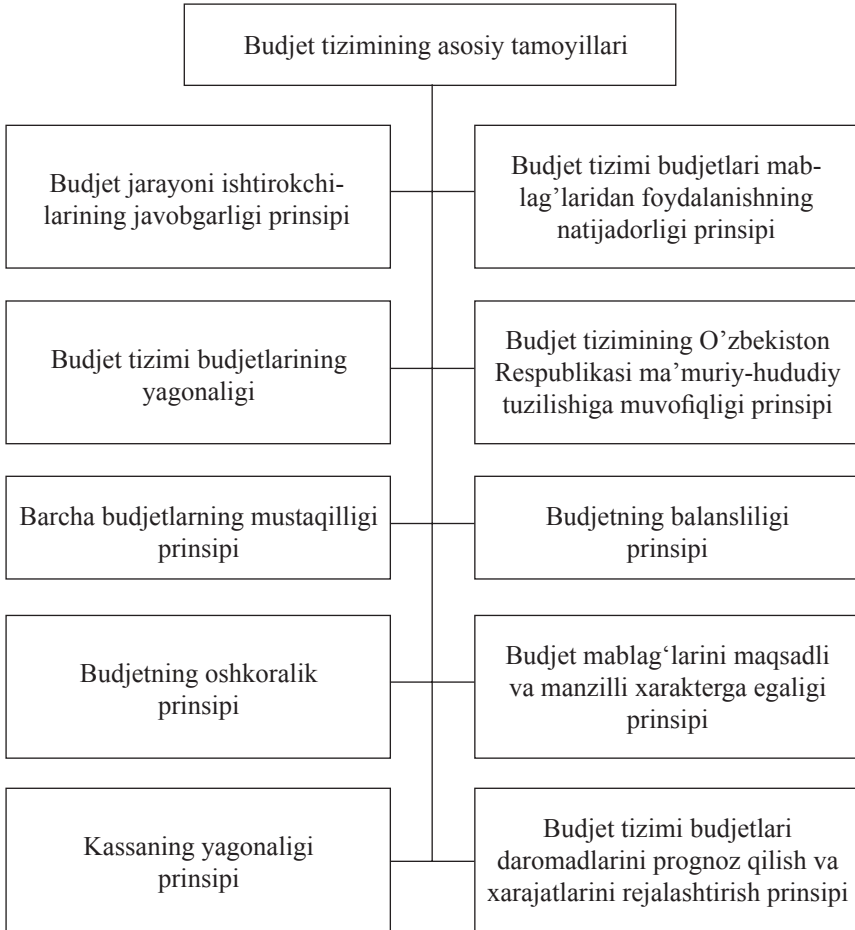 Budjet tizimining asosiy tamoyillari
Budjet jarayoni ishtirokchi-
larining javobgarligi prinsipi
Budjet tizimi budjetlari mab-
lag’laridan foydalanishning
natijadorligi prinsipi
Budjet tizimi budjetlarining
yagonaligi
Budjet tizimining O’zbekiston
Respublikasi ma’muriy-hududiy
tuzilishiga muvofiqligi prinsipi
Barcha budjetlarning mustaqilligi
prinsipi
Budjetning balansliligi
prinsipi
Budjetning oshkoralik
prinsipi
Budjet mablag‘larini maqsadli
va manzilli xarakterga egaligi
prinsipi
Kassaning yagonaligi
prinsipi
Budjet tizimi budjetlari
daromadlarini prognoz qilish va
xarajatlarini rejalashtirish prinsipi